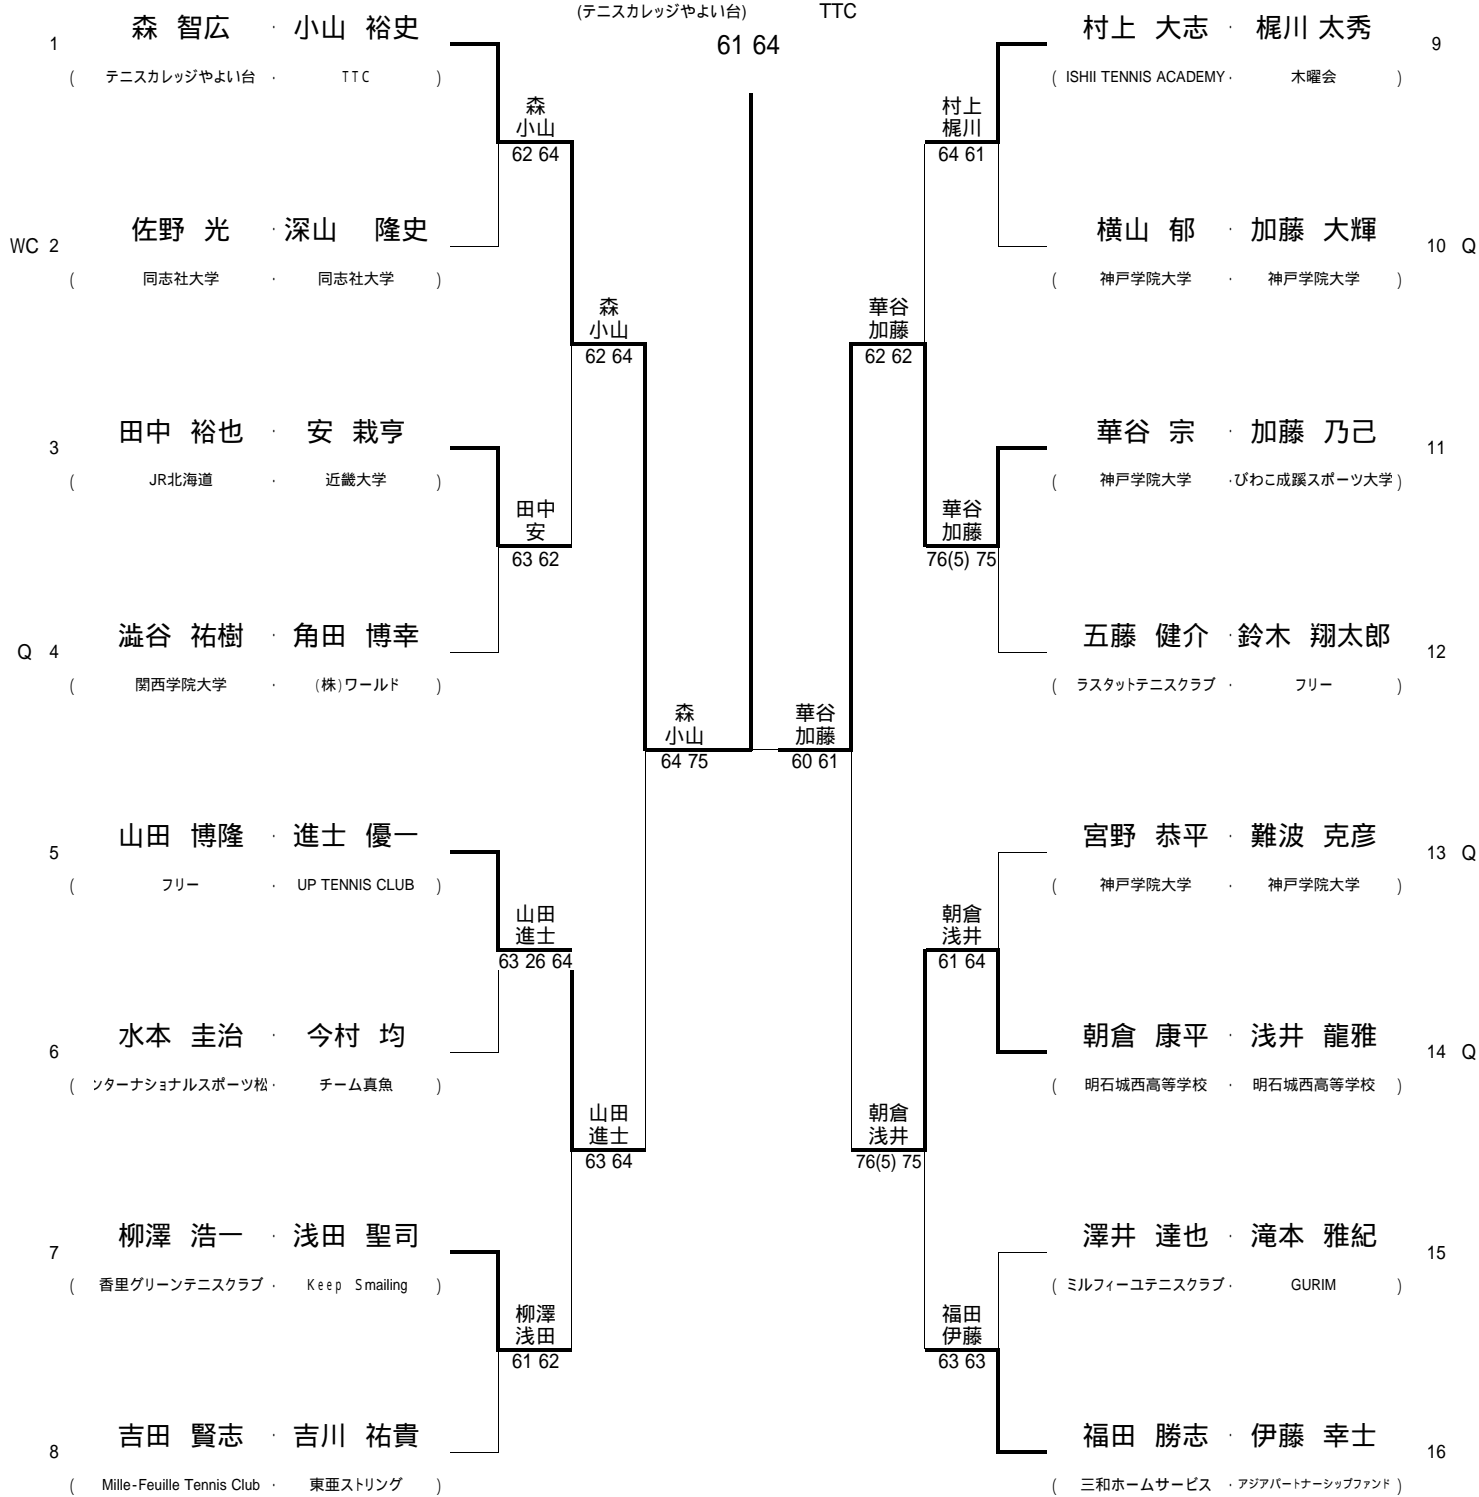 (テニスカレッジやよい台) TTC
61 64
1 森 智広 · 小山 裕史
( テニスカレッジやよい台 · TTC )
森
小山
62 64
WC 2 佐野 光 · 深山 隆史
( 同志社大学 · 同志社大学 )
森
小山
62 64
3 田中 裕也 · 安 栽亨
( JR北海道 · 近畿大学 )
田中
安
63 62
Q 4 澁谷 祐樹 · 角田 博幸
( 関西学院大学 · (株)ワールド )
森
小山
64 75
5 山田 博隆 · 進士 優一
( フリー · UP TENNIS CLUB )
山田
進士
63 26 64
6 水本 圭治 · 今村 均
( ンターナショナルスポーツ松 · チーム真魚 )
山田
進士
63 64
7 柳澤 浩一 · 浅田 聖司
( 香里グリーンテニスクラブ · Keep Smailing )
柳澤
浅田
61 62
8 吉田 賢志 · 吉川 祐貴
( Mille-Feuille Tennis Club · 東亜ストリング )
村上 大志 · 梶川 太秀 9
( ISHII TENNIS ACADEMY · 木曜会 )
村上
梶川
64 61
横山 郁 · 加藤 大輝 10 Q
( 神戸学院大学 · 神戸学院大学 )
華谷
加藤
62 62
華谷 宗 · 加藤 乃己 11
( 神戸学院大学 · びわこ成蹊スポーツ大学 )
華谷
加藤
76(5) 75
五藤 健介 · 鈴木 翔太郎 12
( ラスタットテニスクラブ · フリー )
華谷
加藤
60 61
宮野 恭平 · 難波 克彦 13 Q
( 神戸学院大学 · 神戸学院大学 )
朝倉
浅井
61 64
朝倉 康平 · 浅井 龍雅 14 Q
( 明石城西高等学校 · 明石城西高等学校 )
朝倉
浅井
76(5) 75
澤井 達也 · 滝本 雅紀 15
( ミルフィーユテニスクラブ · GURIM )
福田
伊藤
63 63
福田 勝志 · 伊藤 幸士 16
( 三和ホームサービス · アジアパートナーシップファンド )